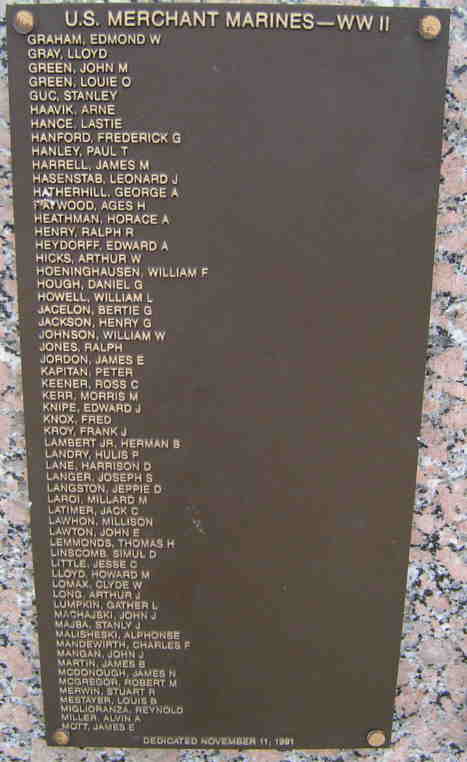 U.S. MERCHANT MARINES—WW II
GRAHAM, EDMOND W
GRAY, LLOYD
GREEN, JOHN M
GREEN, LOUIE O
GUC, STANLEY
HAAVIK, ARNE
HANCE, LASTIE
HANFORD, FREDERICK G
HANLEY, PAUL T
HARRELL, JAMES M
HASENSTAB, LEONARD J
HATHERHILL, GEORGE A
HAYWOOD, AGES H
HEATHMAN, HORACE A
HENRY, RALPH R
HEYDORFF, EDWARD A
HICKS, ARTHUR W
HOENINGHAUSEN, WILLIAM F
HOUGH, DANIEL G
HOWELL, WILLIAM L
JACELON, BERTIE G
JACKSON, HENRY G
JOHNSON, WILLIAM W
JONES, RALPH
JORDON, JAMES E
KAPITAN, PETER
KEENER, ROSS C
KERR, MORRIS M
KNIPE, EDWARD J
KNOX, FRED
KROY, FRANK J
LAMBERT JR, HERMAN B
LANDRY, HULIS P
LANE, HARRISON D
LANGER, JOSEPH S
LANGSTON, JEPPIE D
LAROI, MILLARD M
LATIMER, JACK C
LAWHON, MILLISON
LAWTON, JOHN E
LEMMONDS, THOMAS H
LINSCOMB, SIMUL D
LITTLE, JESSE C
LLOYD, HOWARD M
LOMAX, CLYDE W
LONG, ARTHUR J
LUMPKIN, GATHER L
MACHAJSKI, JOHN J
MAJBA, STANLY J
MALISHESKI, ALPHONSE
MANDEWIRTH, CHARLES F
MANGAN, JOHN J
MARTIN, JAMES B
MCDONOUGH, JAMES N
MCGREGOR, ROBERT M
MERWIN, STUART R
MESTAYER, LOUIS B
MIGLIORANZA, REYNOLD
MILLER, ALVIN A
MOTT, JAMES E
DEDICATED NOVEMBER 11, 1991